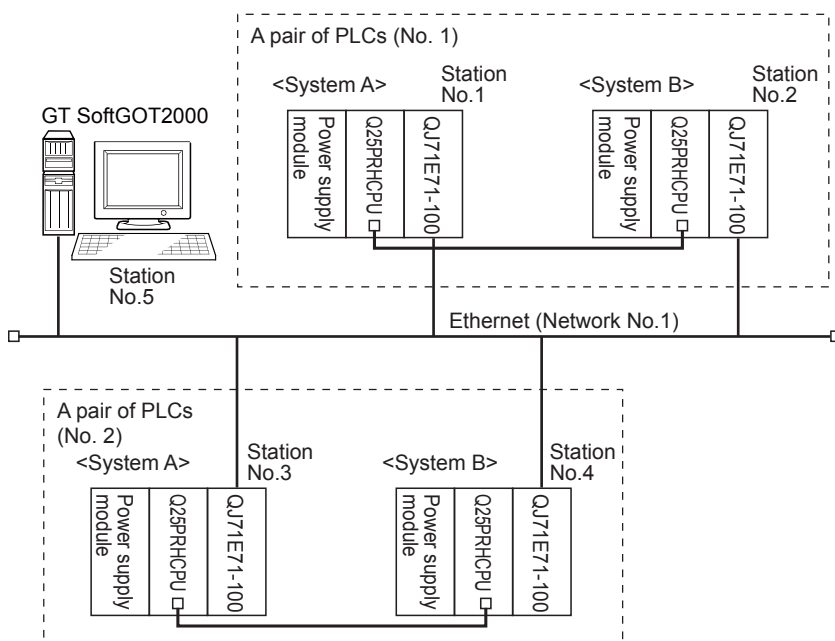 A pair of PLCs (No. 1)
<System A>
Station
No.1
<System B>
Station
No.2
GT SoftGOT2000
Power supply
module
Q25PRHCPU
QJ71E71-100
Power supply
module
Q25PRHCPU
QJ71E71-100
Station
No.5
Ethernet (Network No.1)
A pair of PLCs
(No. 2)
<System A>
Station
No.3
<System B>
Station
No.4
Power supply
module
Q25PRHCPU
QJ71E71-100
Power supply
module
Q25PRHCPU
QJ71E71-100